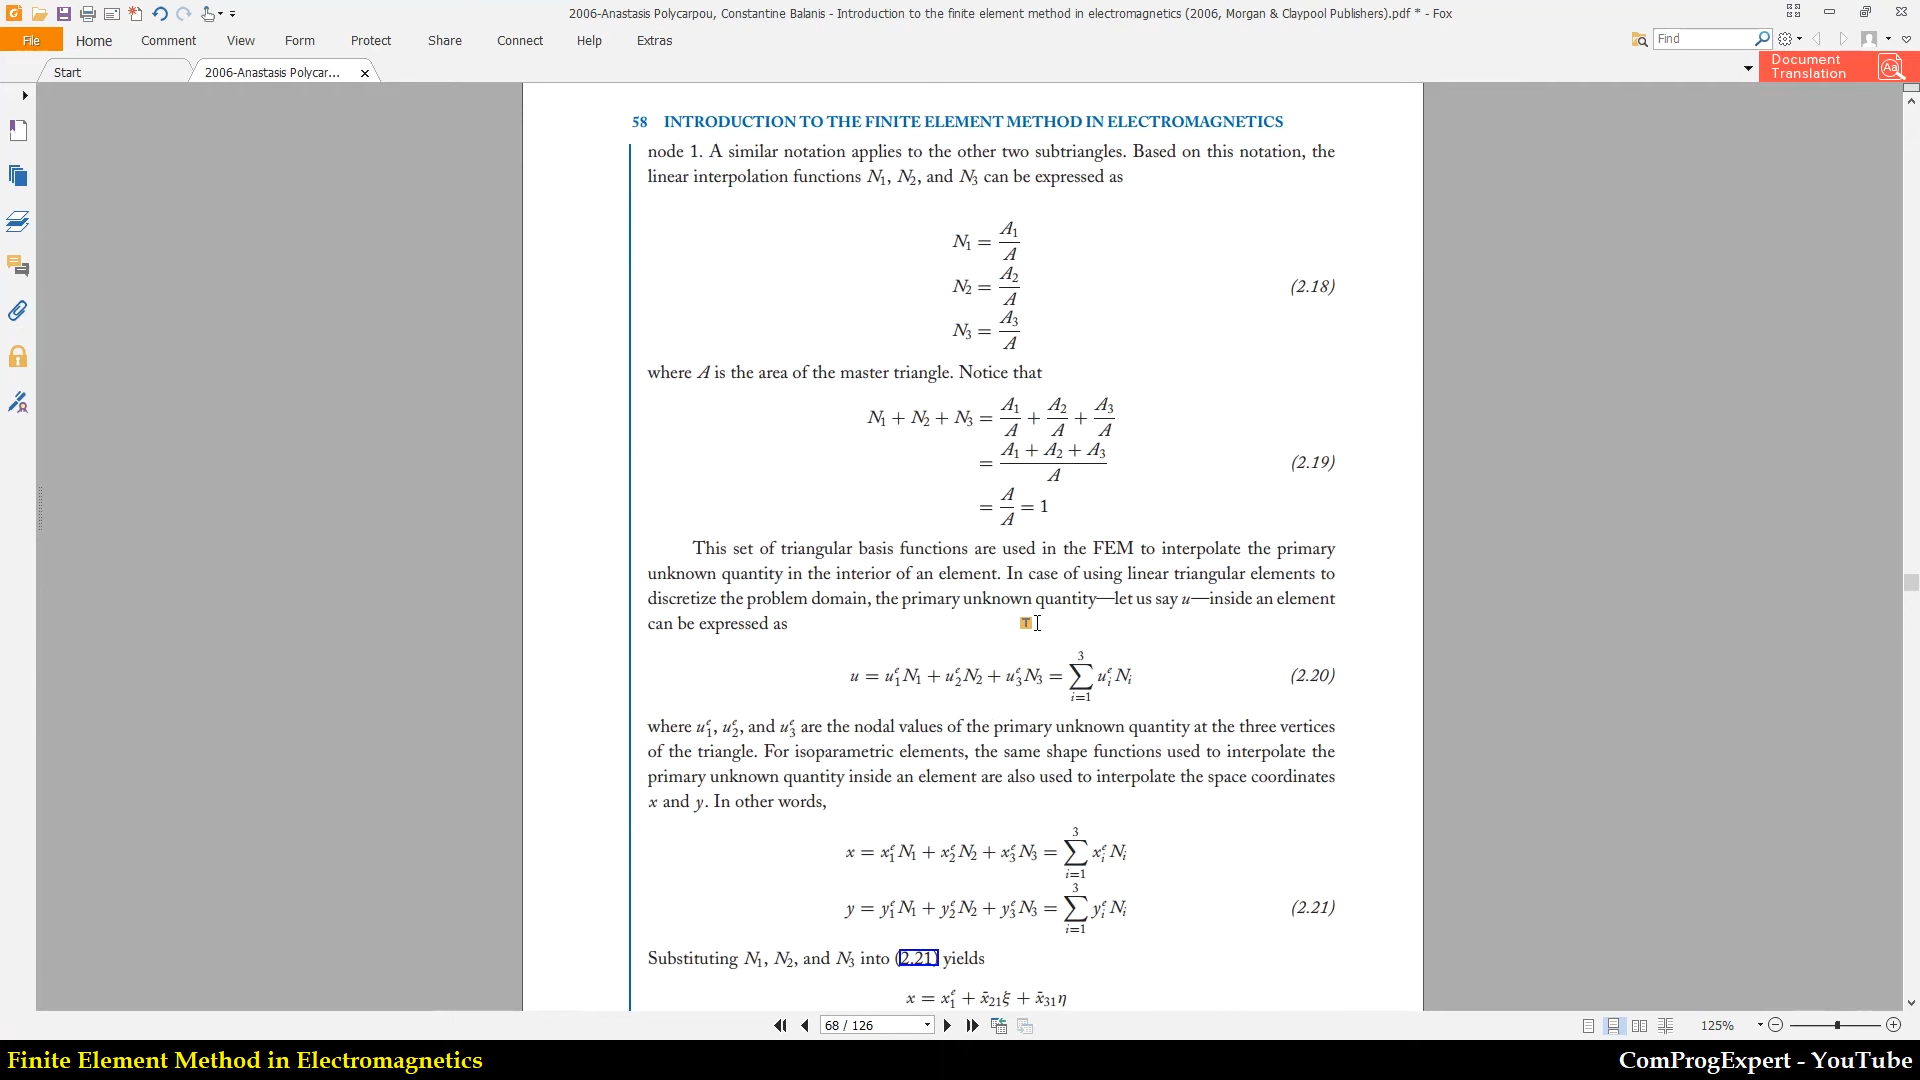 2006-Anastasis Polycarpou, Constantine Balanis - Introduction to the finite element method in electromagnetics (2006, Morgan & Claypool Publishers).pdf * - Fox
File Home Comment View Form Protect Share Connect Help Extras
Find
Start
2006-Anastasis Polycar...
Document
Translation
58 INTRODUCTION TO THE FINITE ELEMENT METHOD IN ELECTROMAGNETICS
node 1. A similar notation applies to the other two subtriangles. Based on this notation, the
linear interpolation functions N₁, N₂, and N₃ can be expressed as
N₁ = A₁/A
N₂ = A₂/A (2.18)
N₃ = A₃/A
where A is the area of the master triangle. Notice that
N₁ + N₂ + N₃ = A₁/A + A₂/A + A₃/A
= (A₁ + A₂ + A₃)/A (2.19)
= A/A = 1
This set of triangular basis functions are used in the FEM to interpolate the primary
unknown quantity in the interior of an element. In case of using linear triangular elements to
discretize the problem domain, the primary unknown quantity—let us say u—inside an element
can be expressed as
u = u₁ᵉN₁ + u₂ᵉN₂ + u₃ᵉN₃ = ∑ᵢ₌₁³ uᵢᵉNᵢ (2.20)
where u₁ᵉ, u₂ᵉ, and u₃ᵉ are the nodal values of the primary unknown quantity at the three vertices
of the triangle. For isoparametric elements, the same shape functions used to interpolate the
primary unknown quantity inside an element are also used to interpolate the space coordinates
x and y. In other words,
x = x₁ᵉN₁ + x₂ᵉN₂ + x₃ᵉN₃ = ∑ᵢ₌₁³ xᵢᵉNᵢ
y = y₁ᵉN₁ + y₂ᵉN₂ + y₃ᵉN₃ = ∑ᵢ₌₁³ yᵢᵉNᵢ (2.21)
Substituting N₁, N₂, and N₃ into (2.21) yields
x = x₁ᵉ + x̄₂₁ξ + x̄₃₁η
68 / 126
125%
Finite Element Method in Electromagnetics
ComProgExpert - YouTube